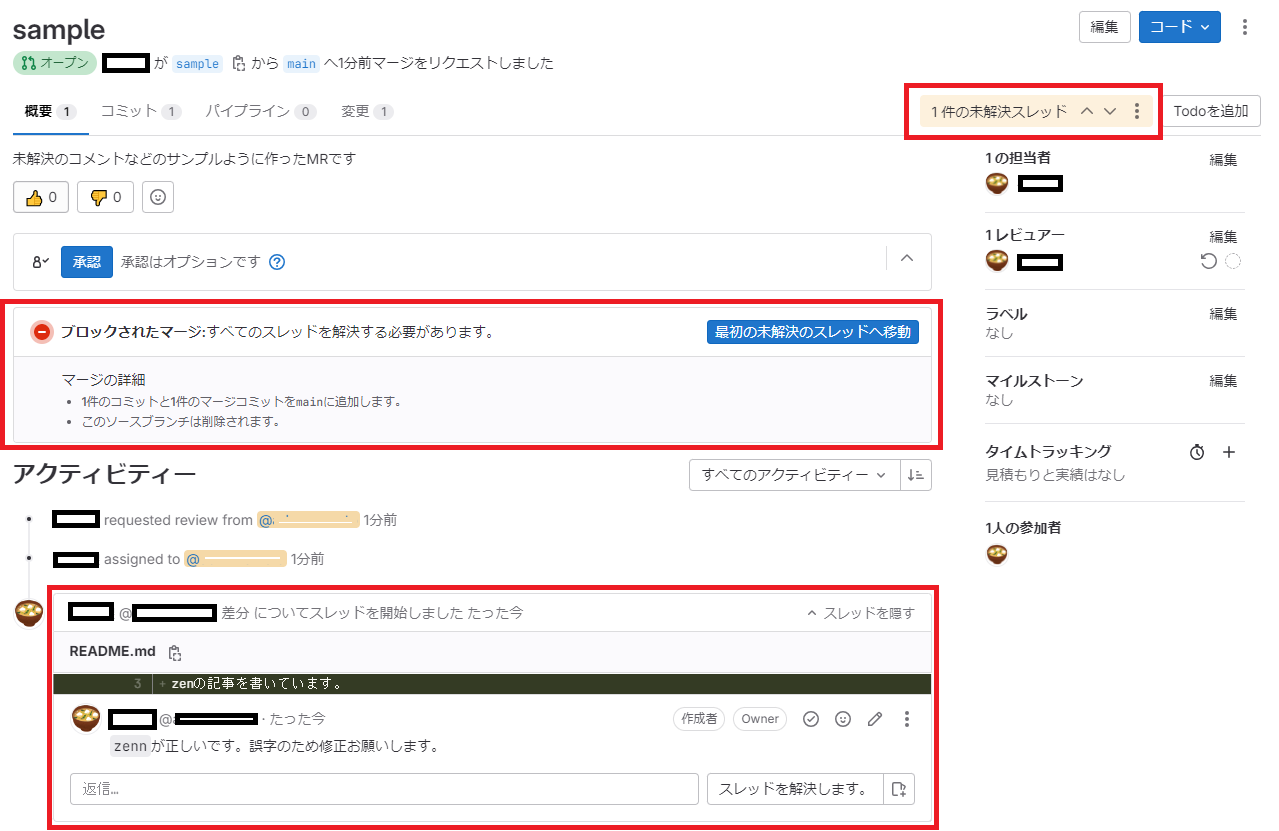 sample
編集 コード
オープン が sample から main へ1分前マージをリクエストしました
概要 1 コミット 1 パイプライン 0 変更 1
1 件の未解決スレッド
Todoを追加
未解決のコメントなどのサンプルように作ったMRです
0 0
承認 承認はオプションです
ブロックされたマージ:すべてのスレッドを解決する必要があります。
最初の未解決のスレッドへ移動
マージの詳細
1件のコミットと1件のマージコミットをmainに追加します。
このソースブランチは削除されます。
アクティビティー
すべてのアクティビティー
requested review from @ 1分前
assigned to @ 1分前
@ 差分 についてスレッドを開始しました たった今
スレッドを隠す
README.md
3 + zenの記事を書いています。
@ · たった今
作成者 Owner
zenn が正しいです。誤字のため修正お願いします。
返信…
スレッドを解決します。
1の担当者 編集
1レビュアー 編集
ラベル 編集
なし
マイルストーン 編集
なし
タイムトラッキング
見積もりと実績はなし
1人の参加者